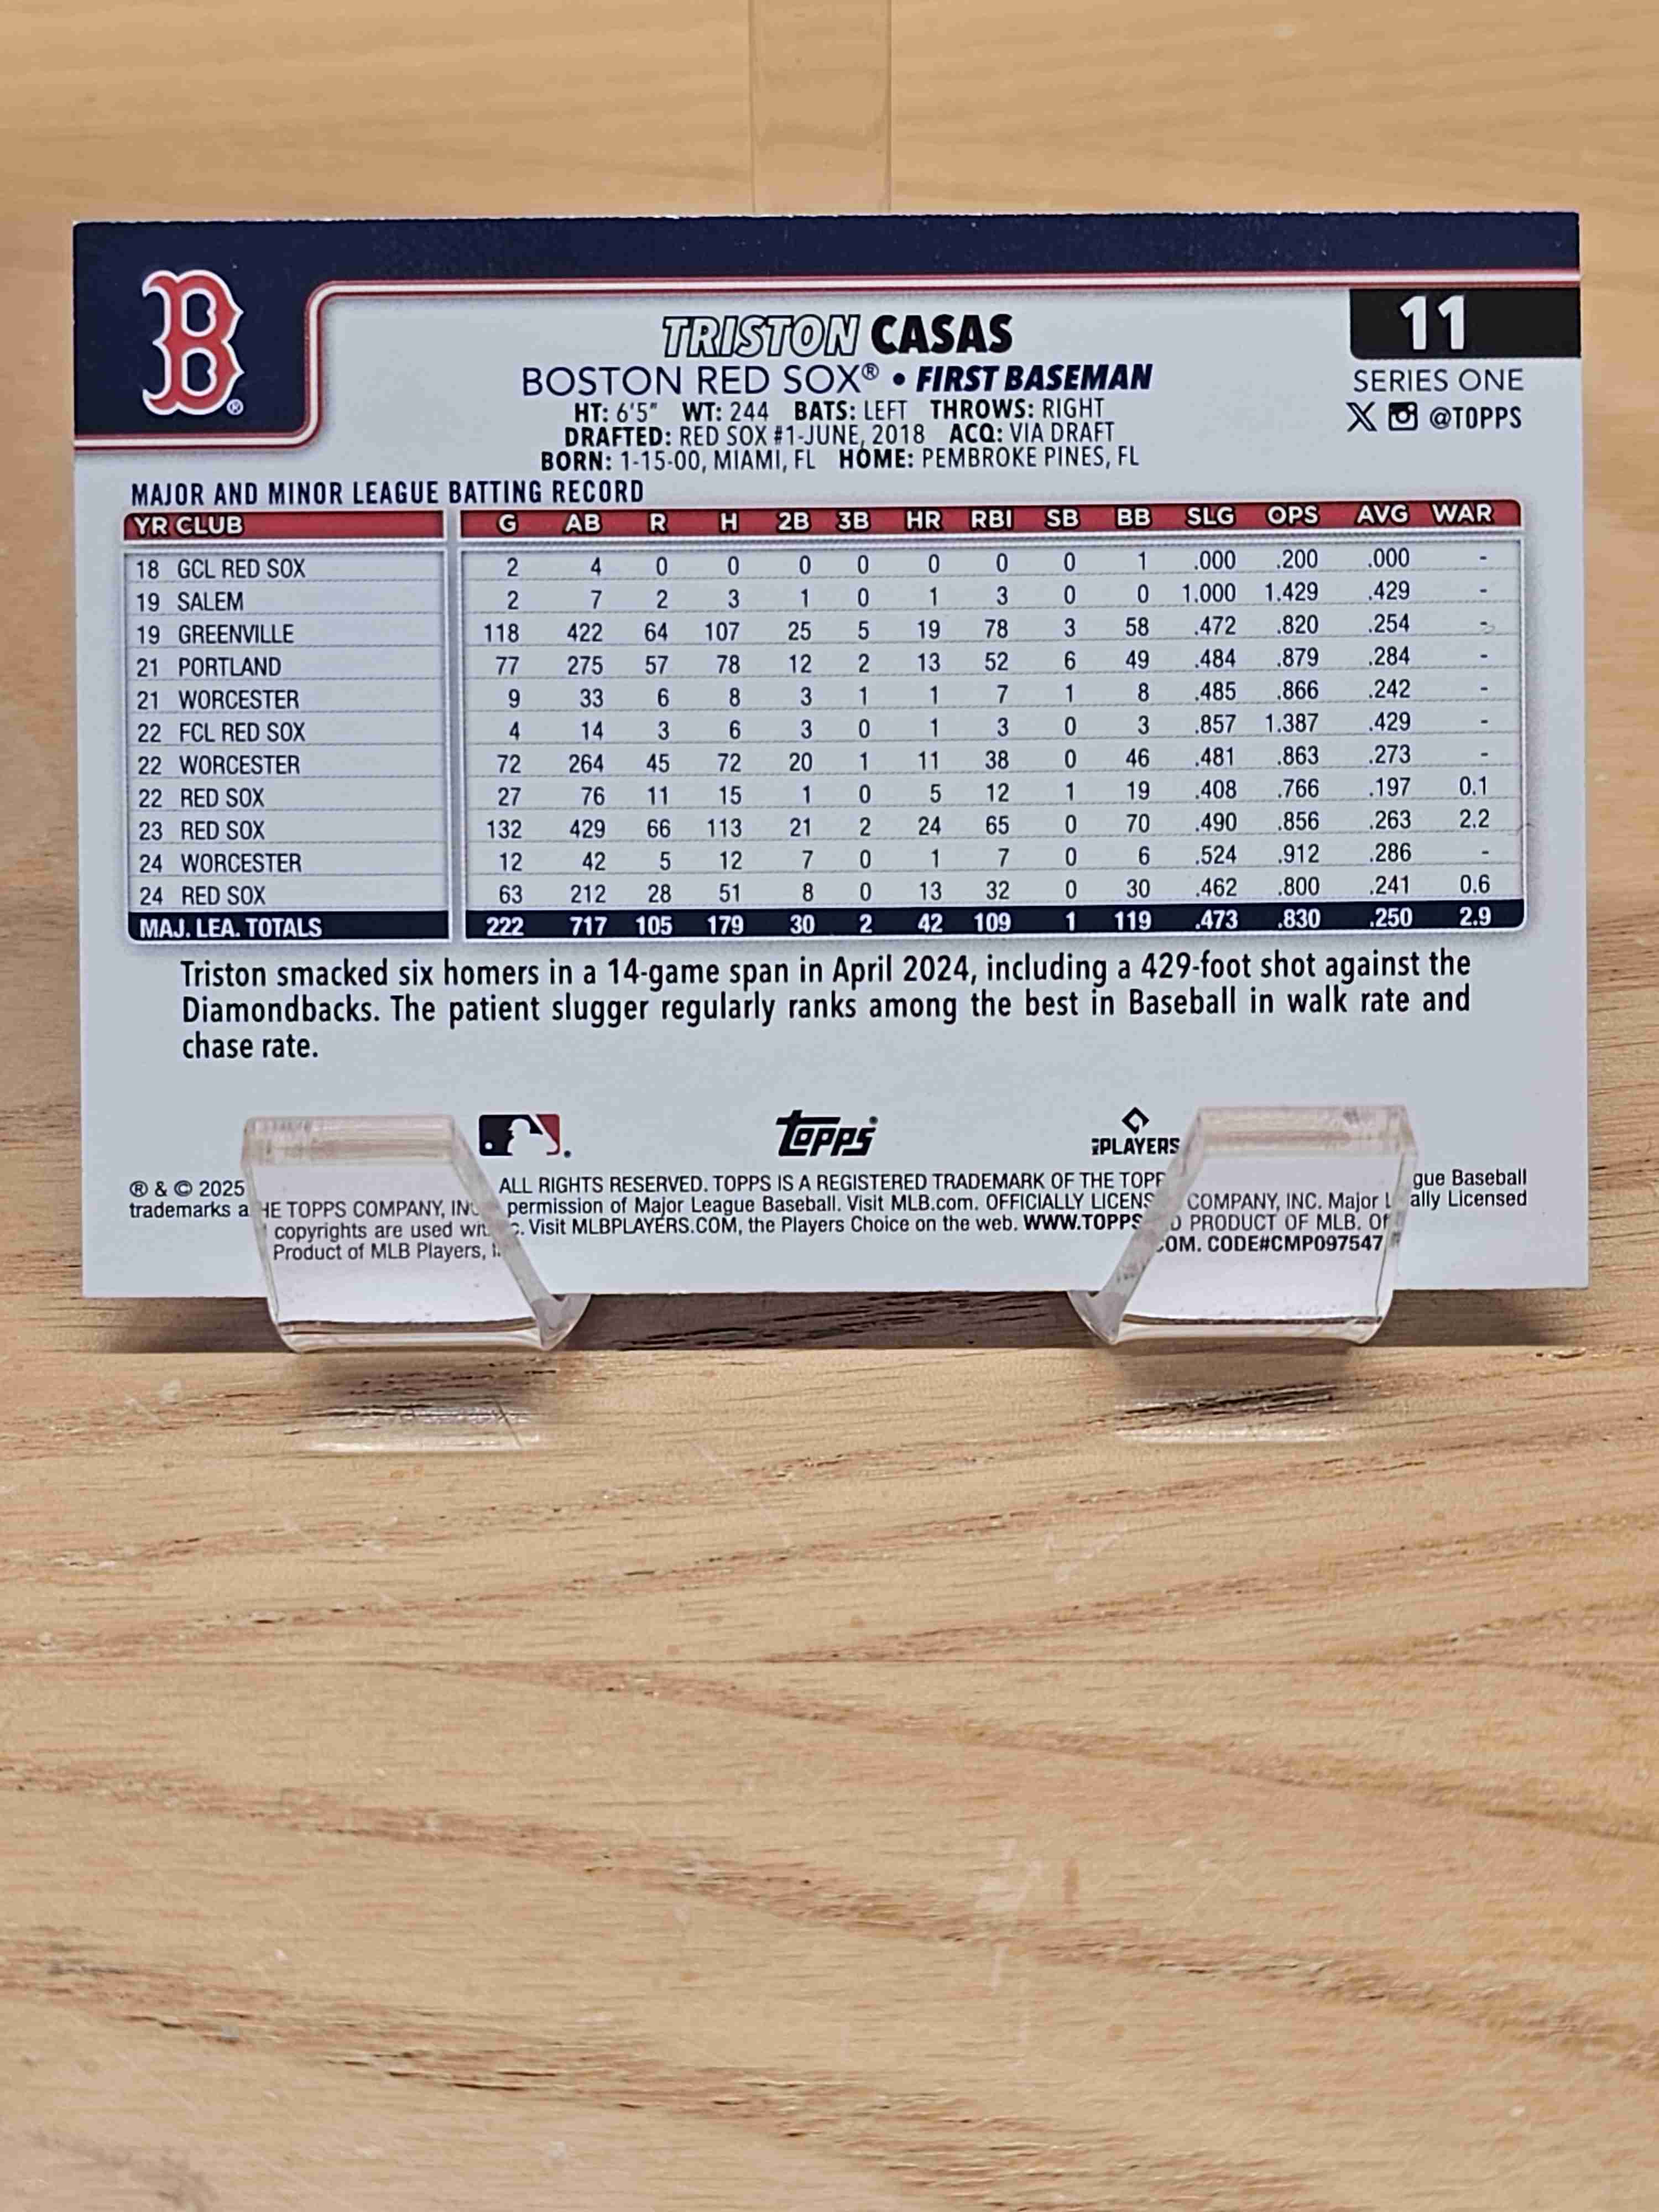 B®
TRISTON CASAS
BOSTON RED SOX® • FIRST BASEMAN
HT: 6'5" WT: 244 BATS: LEFT THROWS: RIGHT
DRAFTED: RED SOX #1-JUNE, 2018 ACQ: VIA DRAFT
BORN: 1-15-00, MIAMI, FL HOME: PEMBROKE PINES, FL
11
SERIES ONE
X @TOPPS
MAJOR AND MINOR LEAGUE BATTING RECORD
YR CLUB G AB R H 2B 3B HR RBI SB BB SLG OPS AVG WAR
18 GCL RED SOX 2 4 0 0 0 0 0 0 0 1 .000 .200 .000 -
19 SALEM 2 7 2 3 1 0 1 3 0 0 1.000 1.429 .429 -
19 GREENVILLE 118 422 64 107 25 5 19 78 3 58 .472 .820 .254 -
21 PORTLAND 77 275 57 78 12 2 13 52 6 49 .484 .879 .284 -
21 WORCESTER 9 33 6 8 3 1 1 7 1 8 .485 .866 .242 -
22 FCL RED SOX 4 14 3 6 3 0 1 3 0 3 .857 1.387 .429 -
22 WORCESTER 72 264 45 72 20 1 11 38 0 46 .481 .863 .273 -
22 RED SOX 27 76 11 15 1 0 5 12 1 19 .408 .766 .197 0.1
23 RED SOX 132 429 66 113 21 2 24 65 0 70 .490 .856 .263 2.2
24 WORCESTER 12 42 5 12 7 0 1 7 0 6 .524 .912 .286 -
24 RED SOX 63 212 28 51 8 0 13 32 0 30 .462 .800 .241 0.6
MAJ. LEA. TOTALS 222 717 105 179 30 2 42 109 1 119 .473 .830 .250 2.9
Triston smacked six homers in a 14-game span in April 2024, including a 429-foot shot against the
Diamondbacks. The patient slugger regularly ranks among the best in Baseball in walk rate and
chase rate.
topps® PLAYERS
® & © 2025 THE TOPPS COMPANY, INC. ALL RIGHTS RESERVED. TOPPS IS A REGISTERED TRADEMARK OF THE TOPPS COMPANY, INC. Major League Baseball
trademarks and copyrights are used with permission of Major League Baseball. Visit MLB.com. OFFICIALLY LICENSED PRODUCT OF MLB. Officially Licensed
Product of MLB Players, Inc. Visit MLBPLAYERS.COM, the Players Choice on the web. WWW.TOPPS.COM. CODE#CMP097547